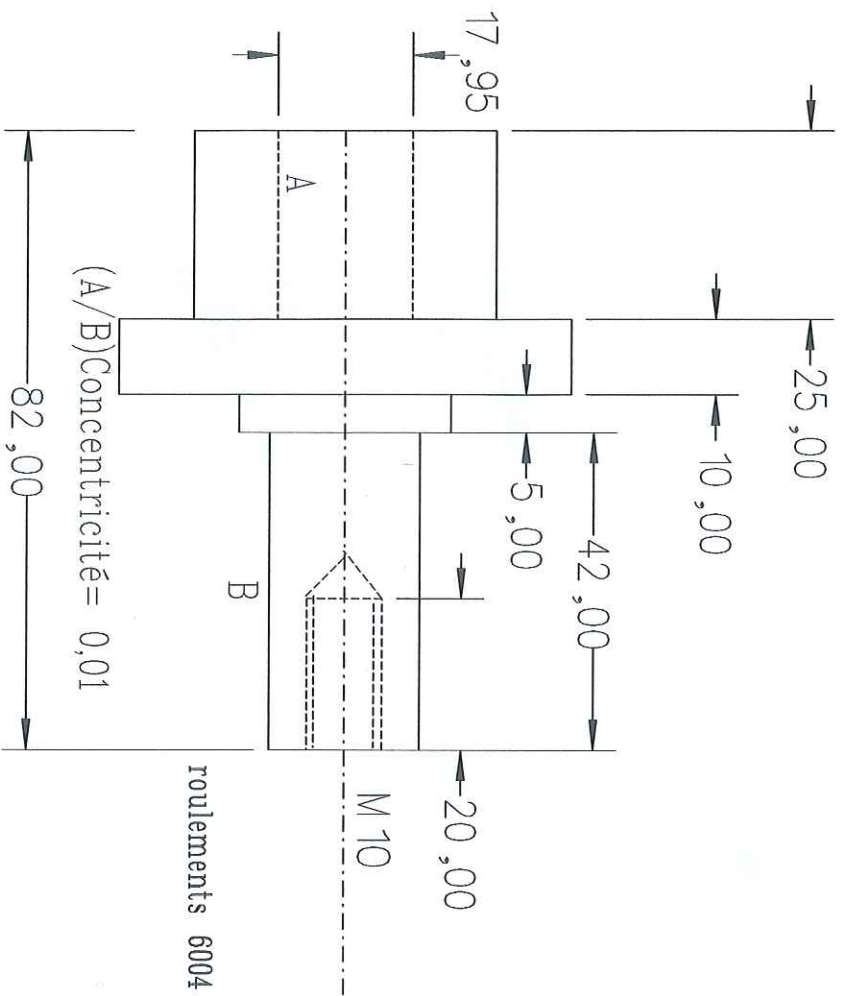 17,95
25,00
10,00
5,00
42,00
20,00
A
B
M10
(A/B)Concentricité= 0,01
82,00
roulements 6004